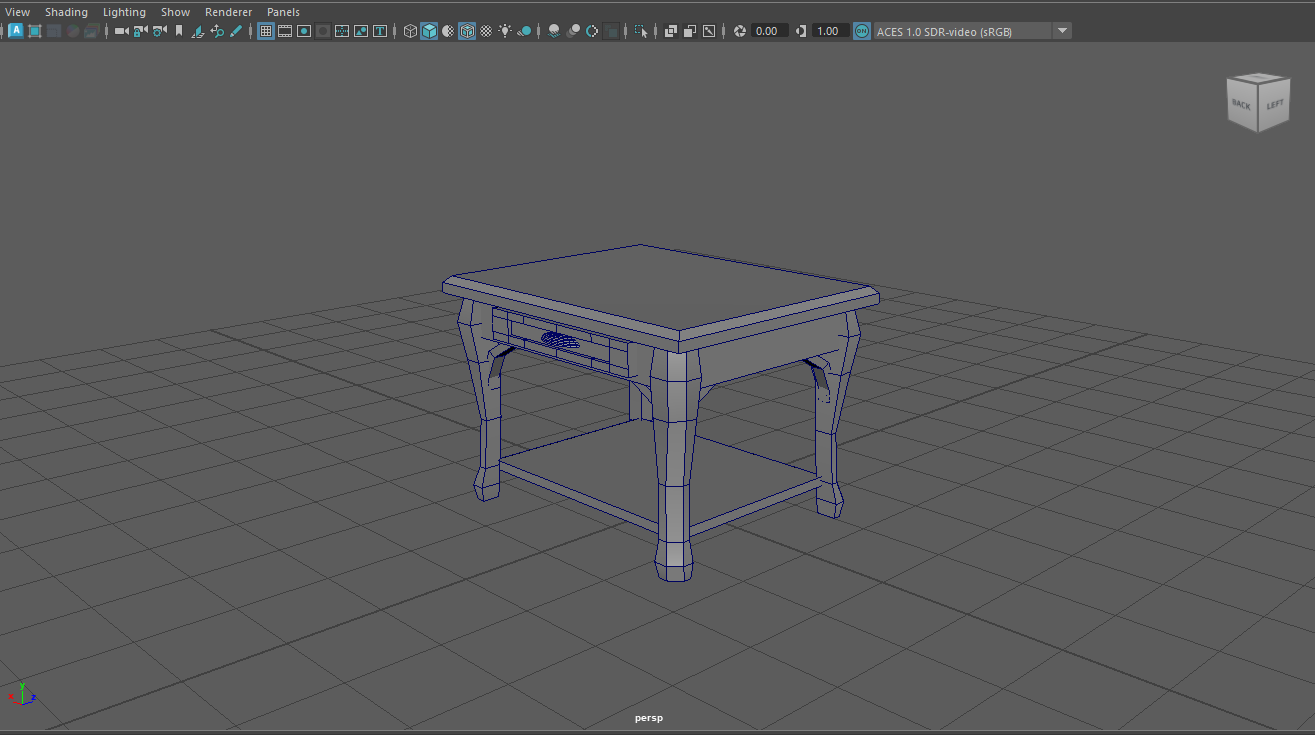 View Shading Lighting Show Renderer Panels
A T 0.00 1.00 ON ACES 1.0 SDR-video (sRGB)
BACK LEFT
y
x z
persp